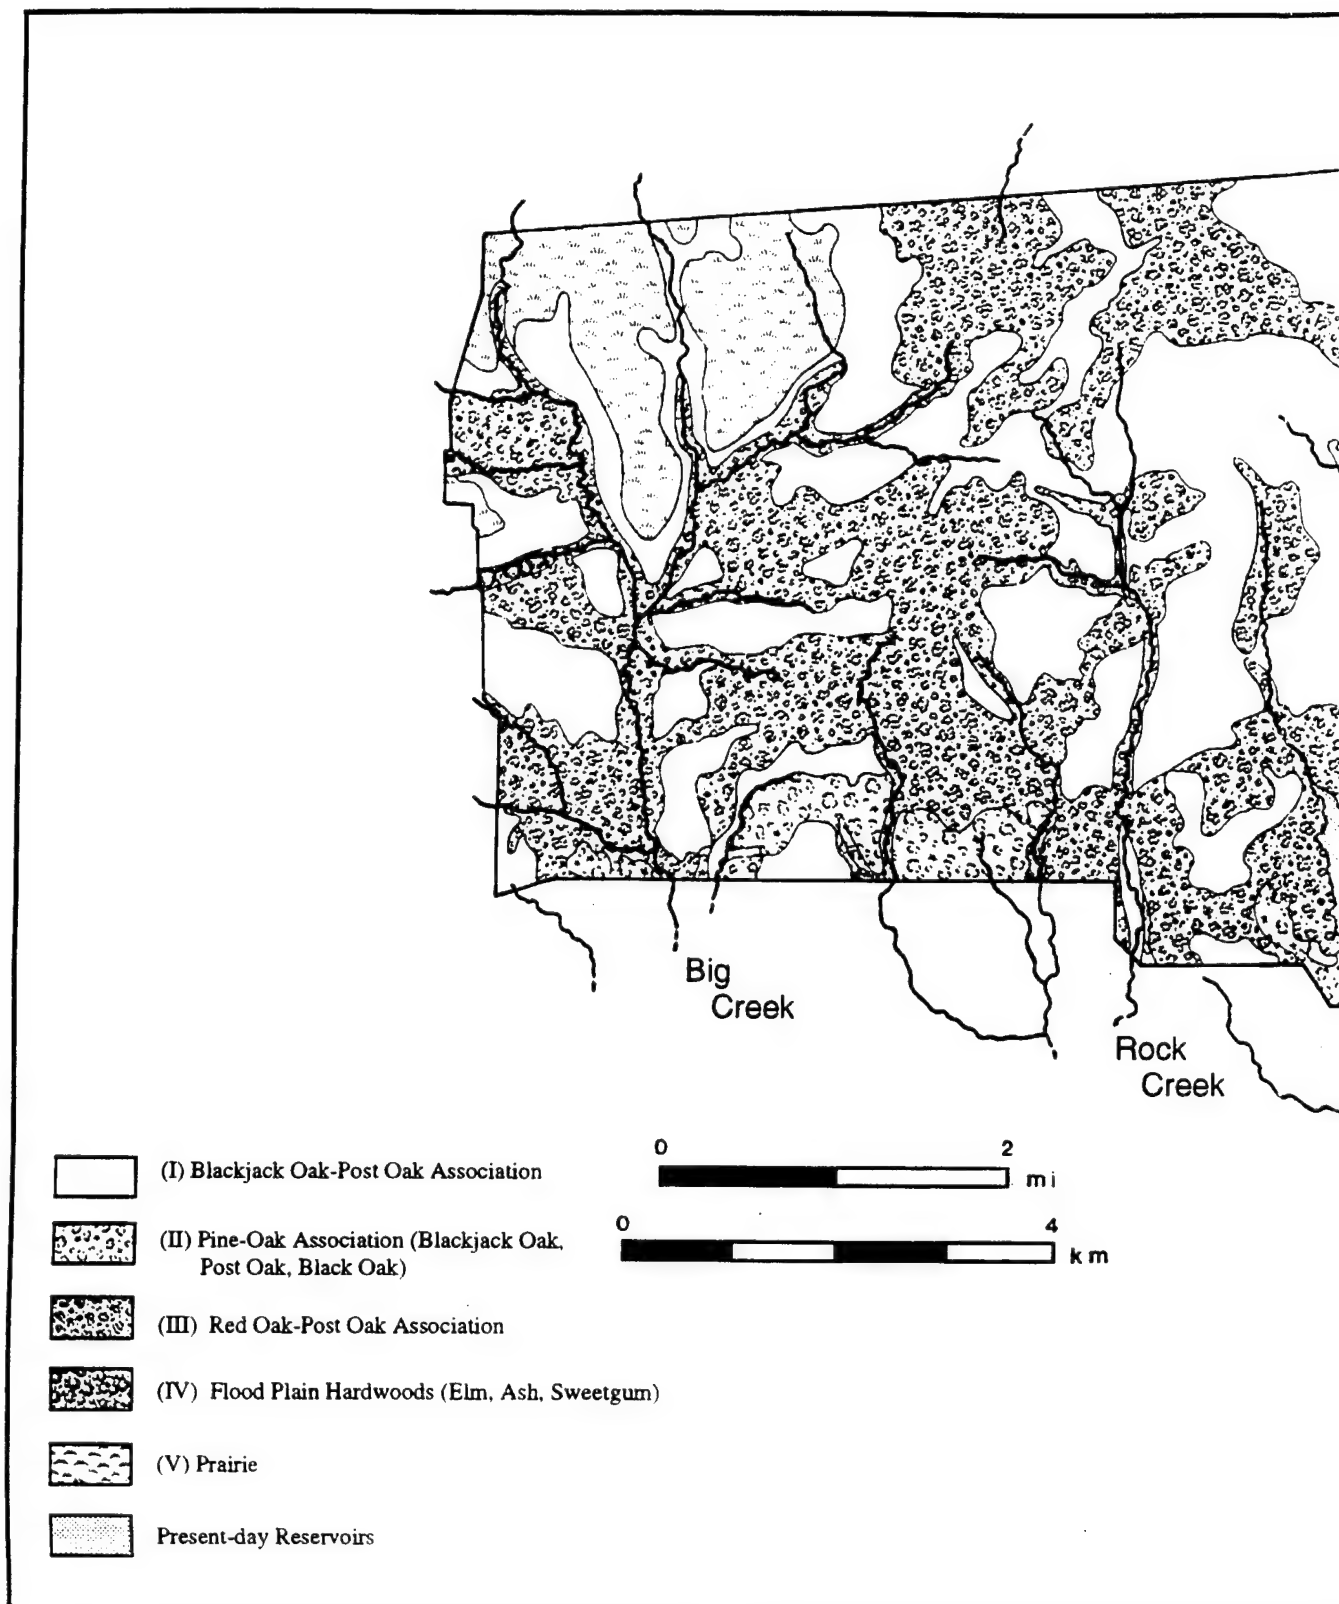 Big
Creek
Rock
Creek
(I) Blackjack Oak-Post Oak Association
(II) Pine-Oak Association (Blackjack Oak,
Post Oak, Black Oak)
(III) Red Oak-Post Oak Association
(IV) Flood Plain Hardwoods (Elm, Ash, Sweetgum)
(V) Prairie
Present-day Reservoirs
0 2
mi
0 4
km